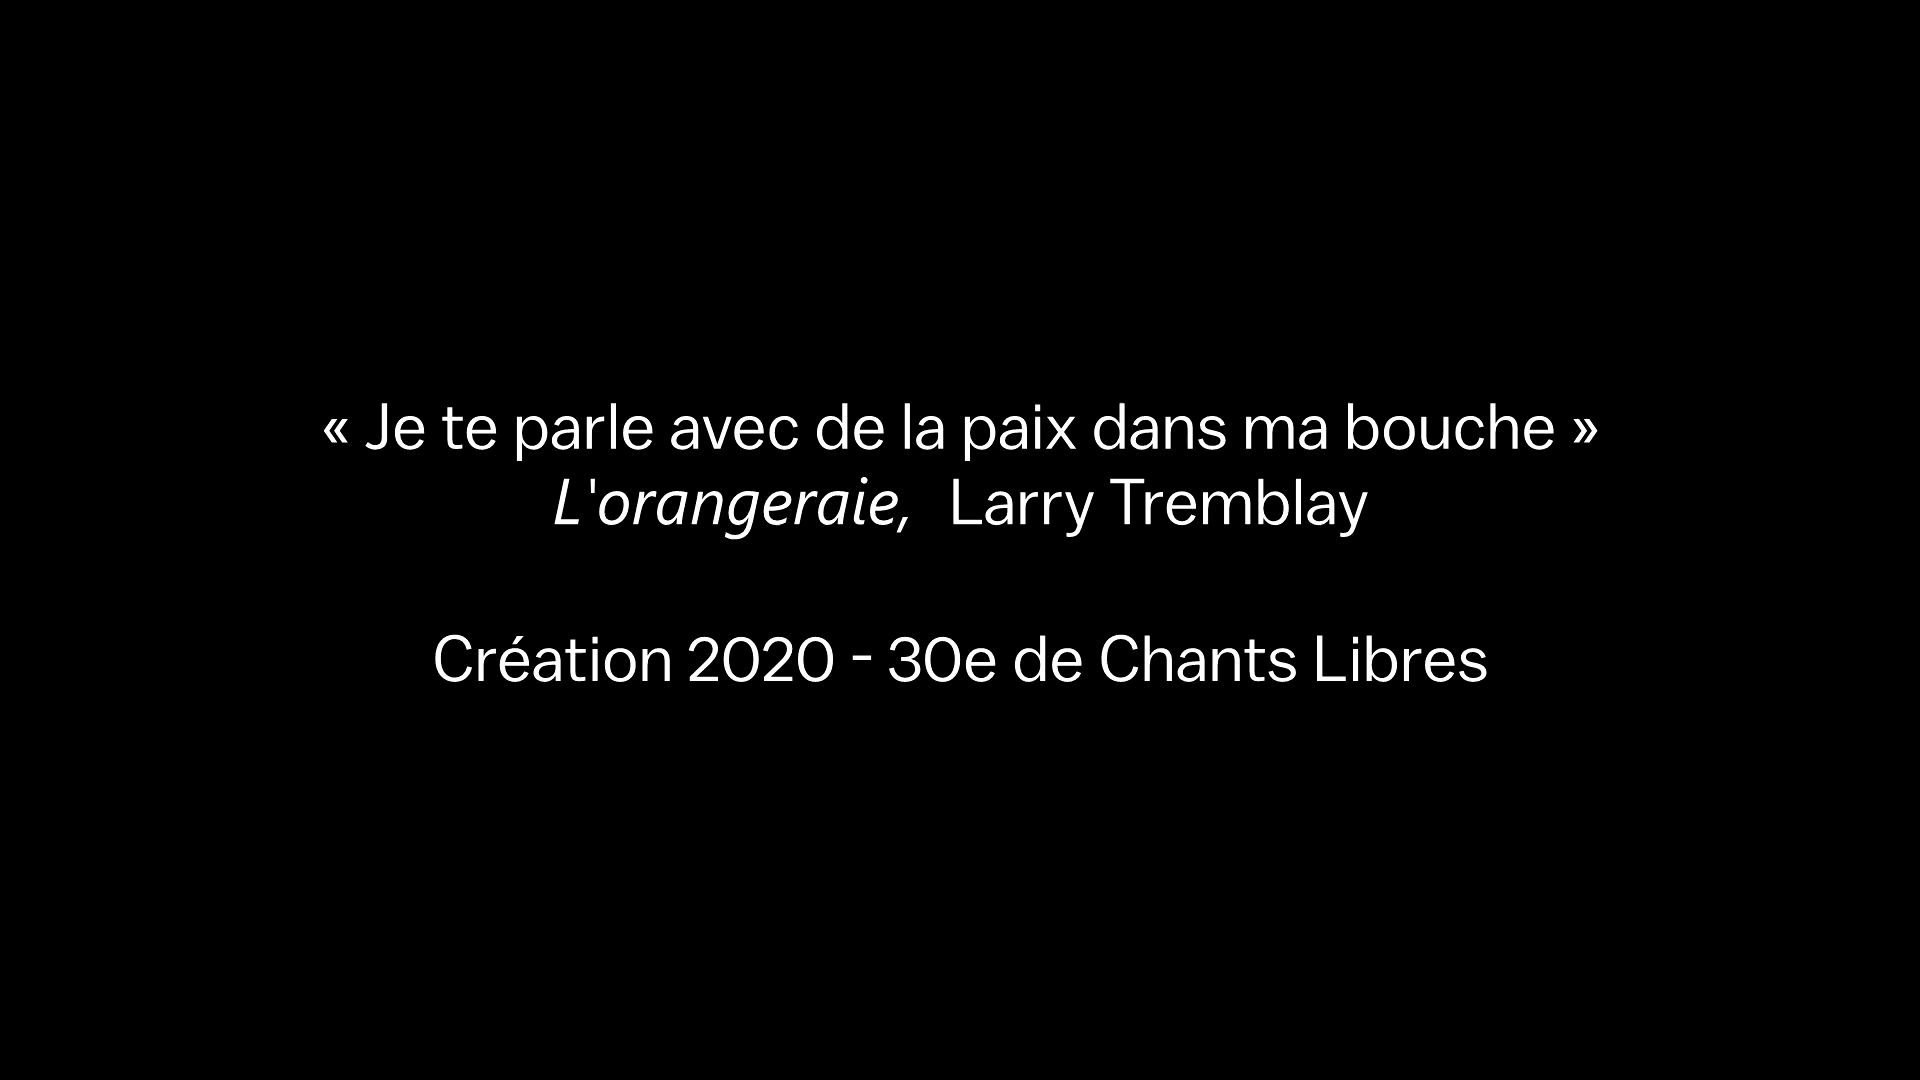 « Je te parle avec de la paix dans ma bouche »
L'orangeraie, Larry Tremblay
Création 2020 - 30e de Chants Libres